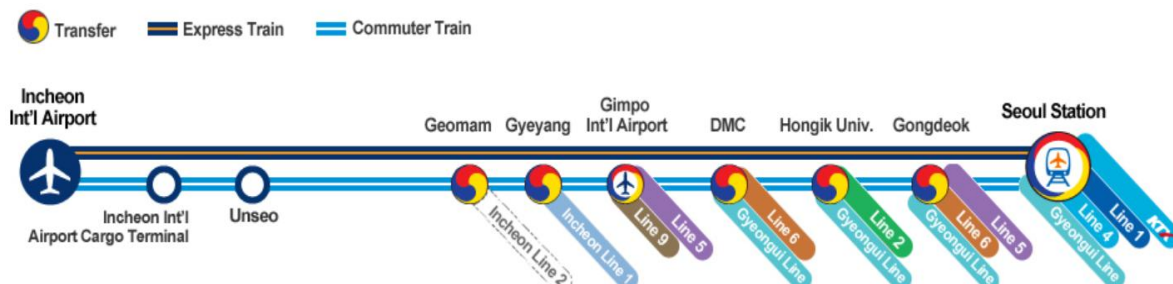 Transfer
Express Train
Commuter Train
Incheon
Int'l Airport
Incheon Int'l
Airport Cargo Terminal
Unseo
Geomam
Incheon Line 2
Gyeyang
Incheon Line 1
Gimpo
Int'l Airport
Line 9
Line 5
DMC
Gyeongui Line
Line 6
Hongik Univ.
Gyeongui Line
Line 2
Gongdeok
Gyeongui Line
Line 6
Line 5
Seoul Station
Gyeongui Line
Line 4
Line 1
KTX